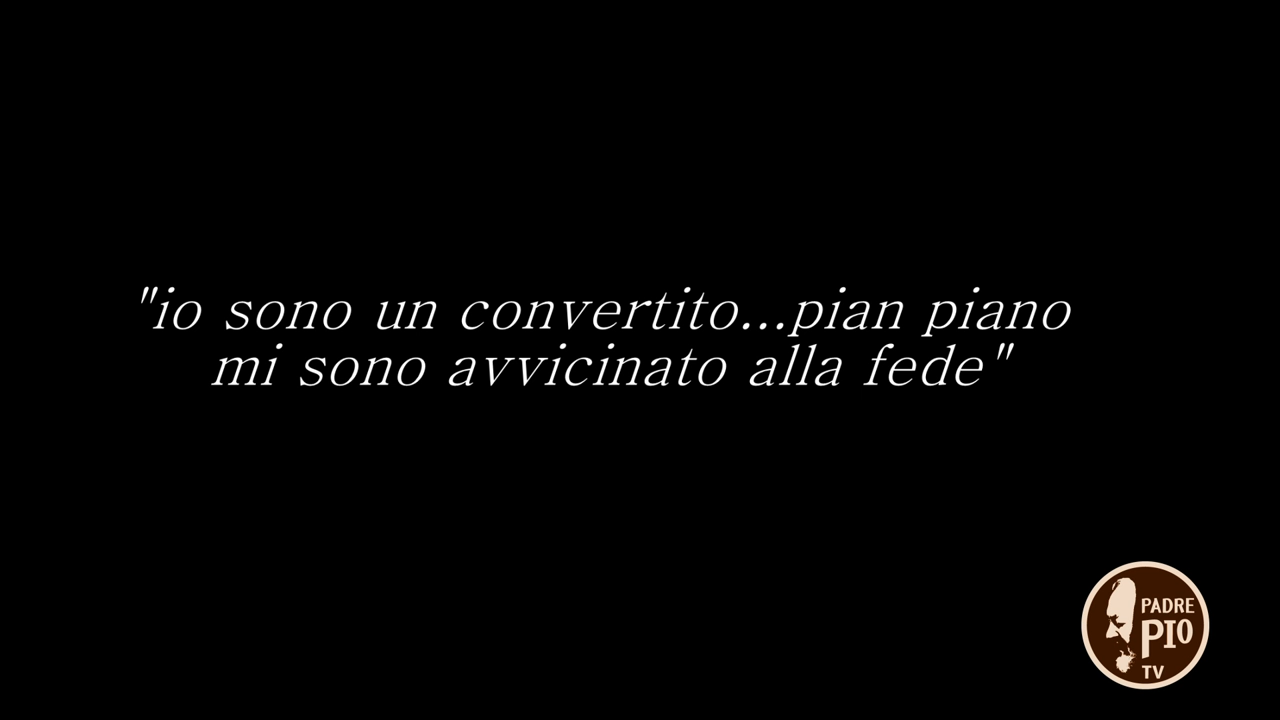 "io sono un convertito...pian piano
mi sono avvicinato alla fede"
PADRE
PIO
TV